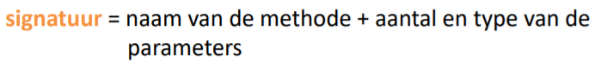 signatuur = naam van de methode + aantal en type van de
parameters